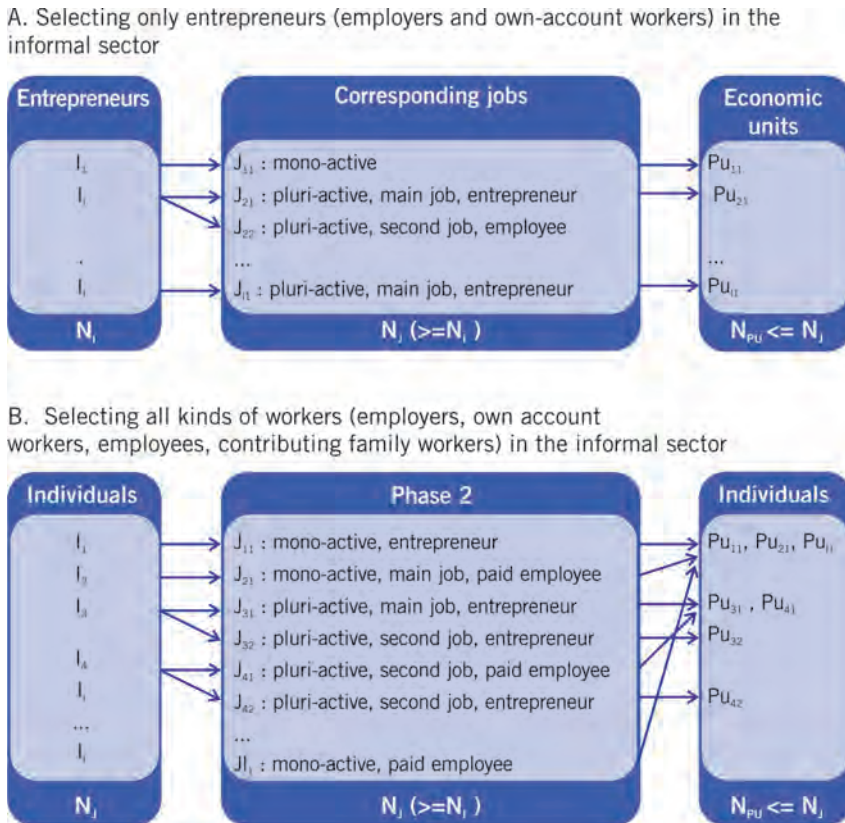 A. Selecting only entrepreneurs (employers and own-account workers) in the
informal sector
Entrepreneurs
Corresponding jobs
Economic
units
I₁
J₁₁ : mono-active
Pu₁₁
Iᵢ
J₂₁ : pluri-active, main job, entrepreneur
Pu₂₁
J₂₂ : pluri-active, second job, employee
.
...
...
Iᵢ
Jᵢ₁ : pluri-active, main job, entrepreneur
Puᵢ₁
Nᵢ
Nⱼ (>=Nᵢ )
N_PU <= Nⱼ
B. Selecting all kinds of workers (employers, own account
workers, employees, contributing family workers) in the informal sector
Individuals
Phase 2
Individuals
I₁
J₁₁ : mono-active, entrepreneur
Pu₁₁, Pu₂₁, Puᵢ₁
I₂
J₂₁ : mono-active, main job, paid employee
I₃
J₃₁ : pluri-active, main job, entrepreneur
Pu₃₁ , Pu₄₁
J₃₂ : pluri-active, second job, entrepreneur
Pu₃₂
I₄
J₄₁ : pluri-active, second job, paid employee
Iᵢ
J₄₂ : pluri-active, second job, entrepreneur
Pu₄₂
...
...
Iᵢ
JI₁ : mono-active, paid employee
Nⱼ
Nⱼ (>=Nᵢ )
N_PU <= Nⱼ